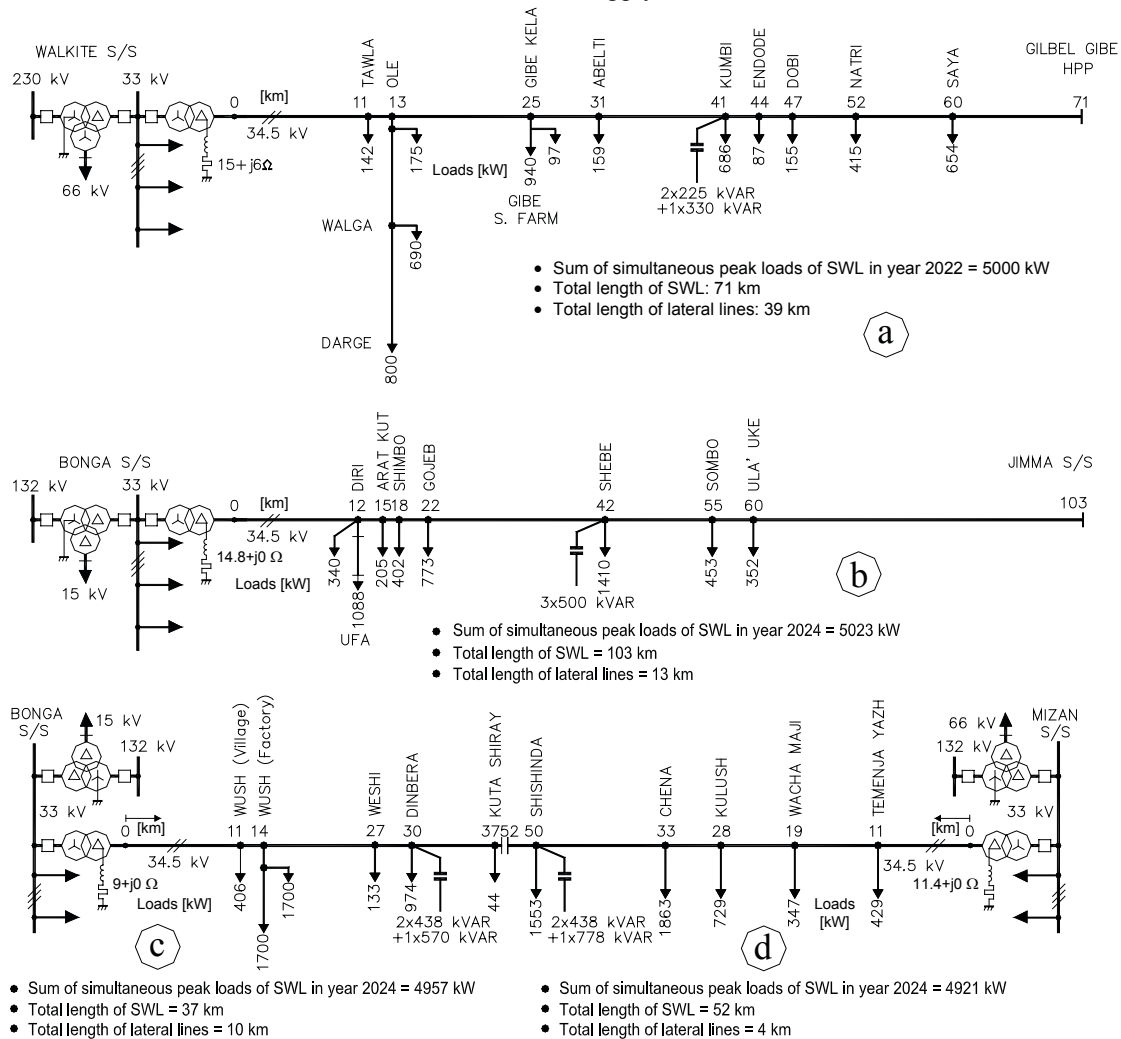 WALKITE S/S
230 kV
33 kV
66 kV
15+j6Ω
0
[km]
34.5 kV
TAWLA
11
142
OLE
13
175
Loads [kW]
WALGA
690
DARGE
800
GIBE KELA
25
940
97
GIBE
S. FARM
ABELTI
31
159
KUMBI
41
686
2x225 kVAR
+1x330 kVAR
ENDODE
44
87
DOBI
47
155
NATRI
52
415
SAYA
60
654
GILBEL GIBE
HPP
71
• Sum of simultaneous peak loads of SWL in year 2022 = 5000 kW
• Total length of SWL: 71 km
• Total length of lateral lines: 39 km
a
BONGA S/S
132 kV
33 kV
15 kV
14.8+j0 Ω
0
[km]
34.5 kV
Loads [kW]
DIRI
12
340
1088
UFA
ARAT KUT
15
205
SHIMBO
18
402
GOJEB
22
773
SHEBE
42
1410
3x500 kVAR
SOMBO
55
453
ULA' UKE
60
352
JIMMA S/S
103
b
• Sum of simultaneous peak loads of SWL in year 2024 = 5023 kW
• Total length of SWL = 103 km
• Total length of lateral lines = 13 km
BONGA
S/S
15 kV
132 kV
33 kV
0
[km]
34.5 kV
9+j0 Ω
Loads [kW]
WUSH (Village)
11
406
WUSH (Factory)
14
1700
1700
WESHI
27
133
DINBERA
30
974
2x438 kVAR
+1x570 kVAR
KUTA SHIRAY
37
44
52
SHISHINDA
50
1553
2x438 kVAR
+1x778 kVAR
CHENA
33
1863
KULUSH
28
729
WACHA MAJI
19
347
TEMENJA YAZH
11
429
Loads
[kW]
34.5 kV
[km]
0
11.4+j0 Ω
66 kV
132 kV
33 kV
MIZAN
S/S
c
• Sum of simultaneous peak loads of SWL in year 2024 = 4957 kW
• Total length of SWL = 37 km
• Total length of lateral lines = 10 km
d
• Sum of simultaneous peak loads of SWL in year 2024 = 4921 kW
• Total length of SWL = 52 km
• Total length of lateral lines = 4 km